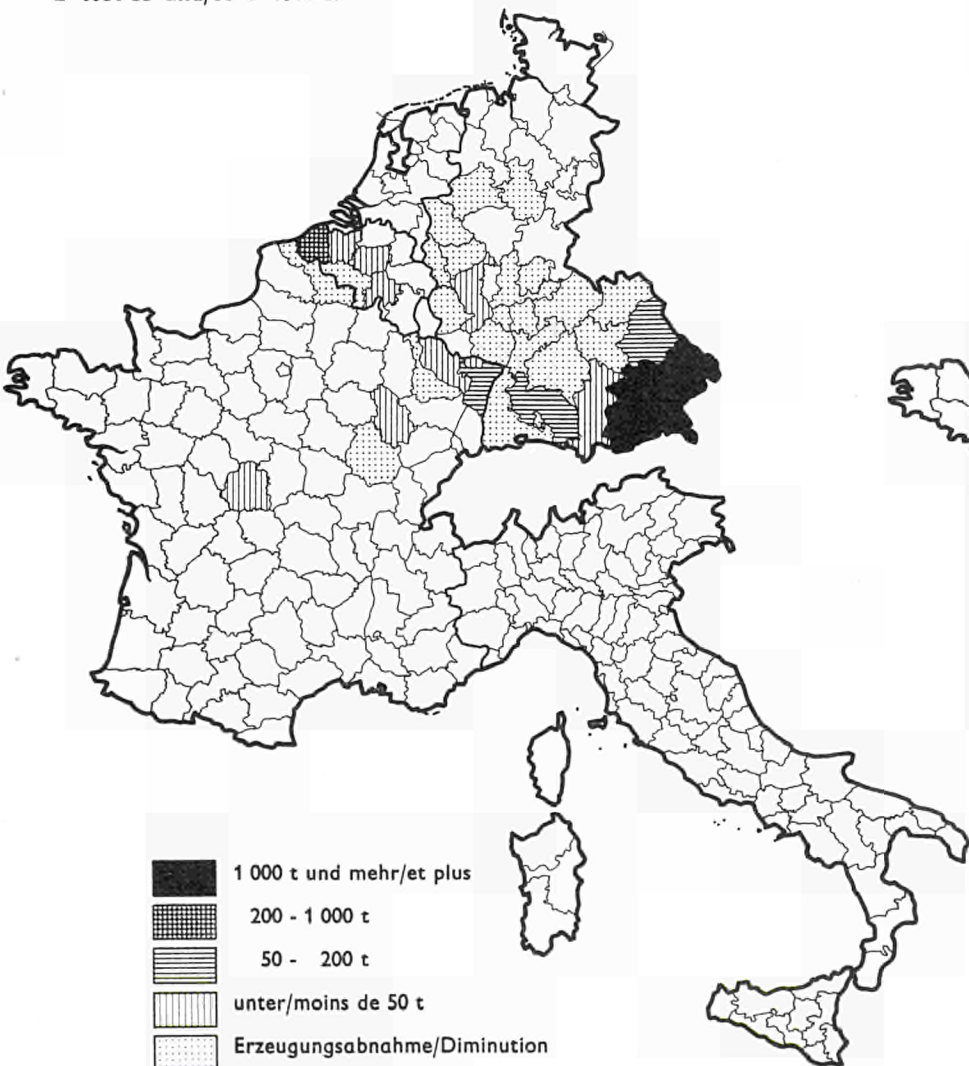 1 000 t und mehr/et plus
200 - 1 000 t
50 - 200 t
unter/moins de 50 t
Erzeugungsabnahme/Diminution